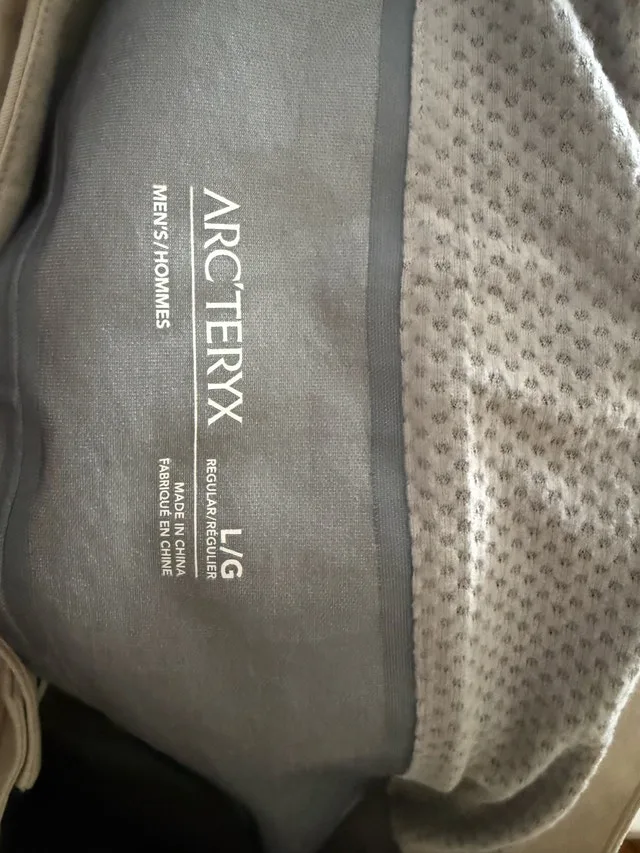 ARC'TERYX
L/G
REGULAR/RÉGULIER
MEN'S/HOMMES
MADE IN CHINA
FABRIQUÉ EN CHINE